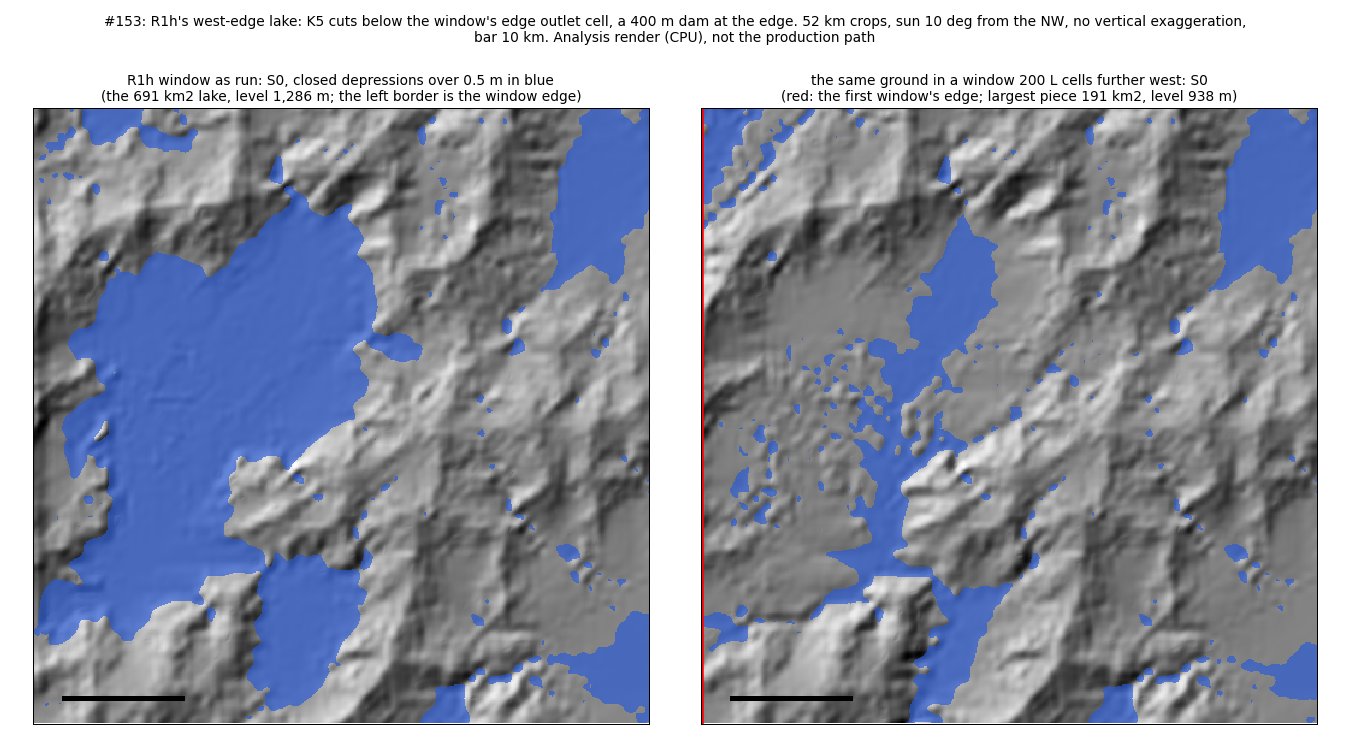 #153: R1h's west-edge lake: K5 cuts below the window's edge outlet cell, a 400 m dam at the edge. 52 km crops, sun 10 deg from the NW, no vertical exaggeration,
bar 10 km. Analysis render (CPU), not the production path
R1h window as run: S0, closed depressions over 0.5 m in blue
(the 691 km2 lake, level 1,286 m; the left border is the window edge)
the same ground in a window 200 L cells further west: S0
(red: the first window's edge; largest piece 191 km2, level 938 m)